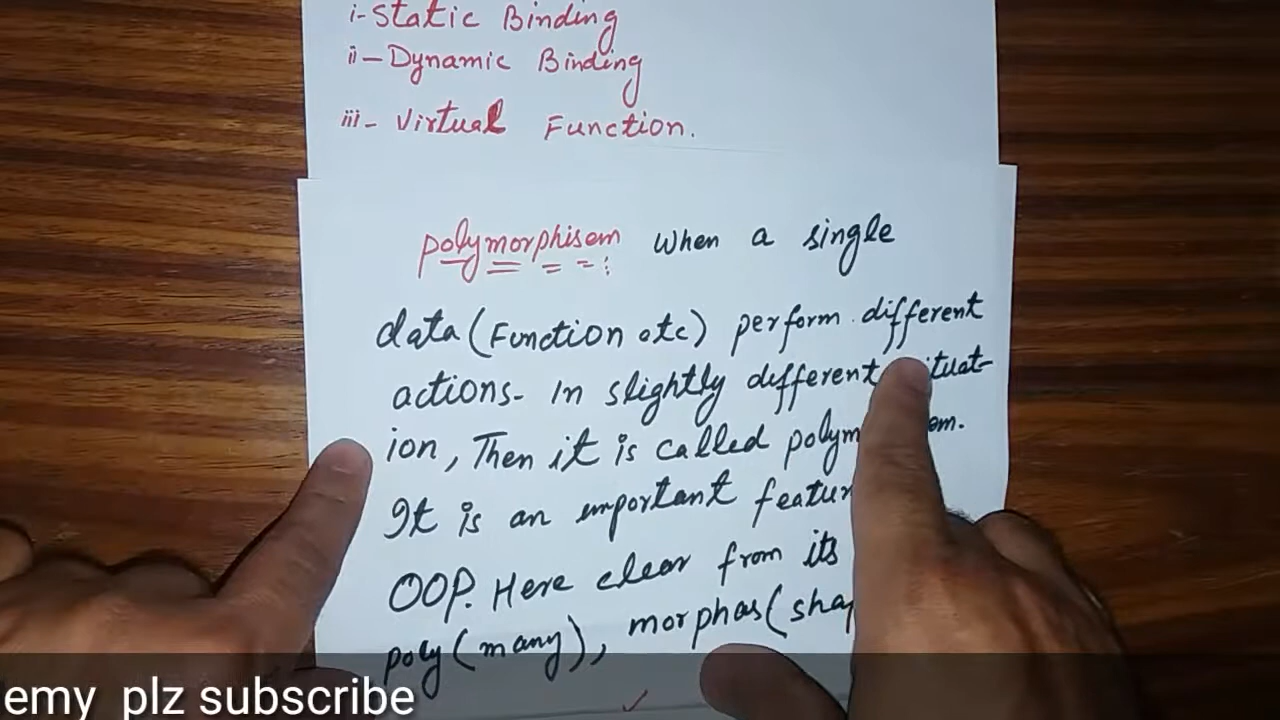 i- Static Binding
ii- Dynamic Binding
iii- Virtual Function.
polymorphisem when a single
data (Function etc) perform different
actions- In slightly different
ion, Then it is called
It is an important
OOP. Here clear from its
poly (many), morphas
emy plz subscribe